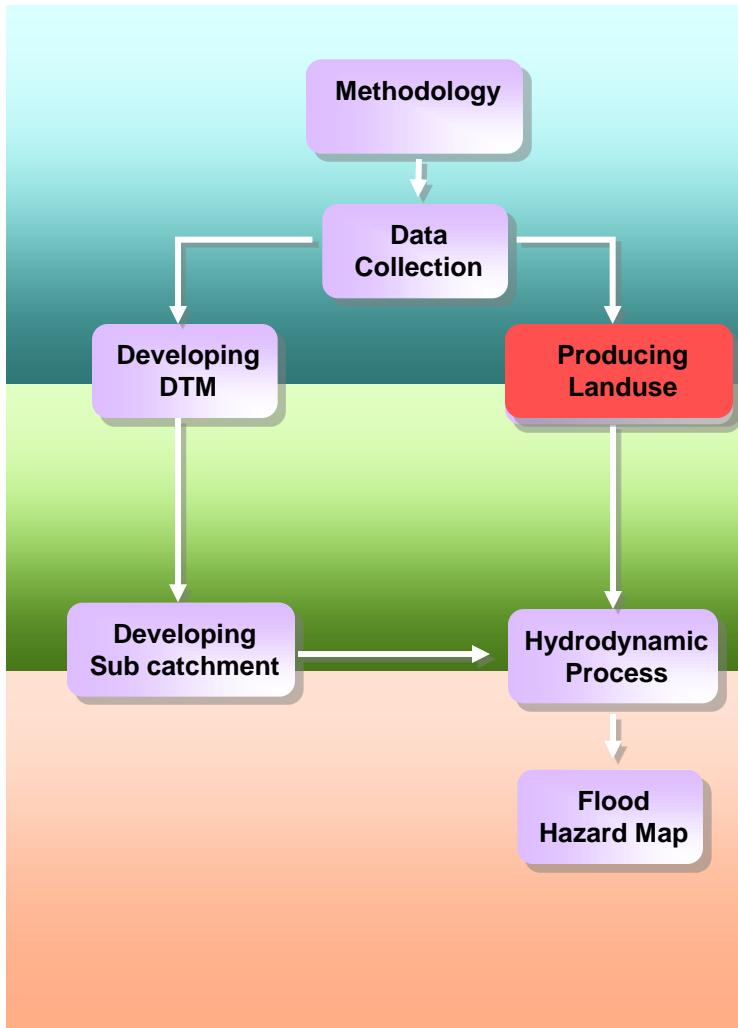 Methodology
Data
Collection
Developing
DTM
Producing
Landuse
Developing
Sub catchment
Hydrodynamic
Process
Flood
Hazard Map